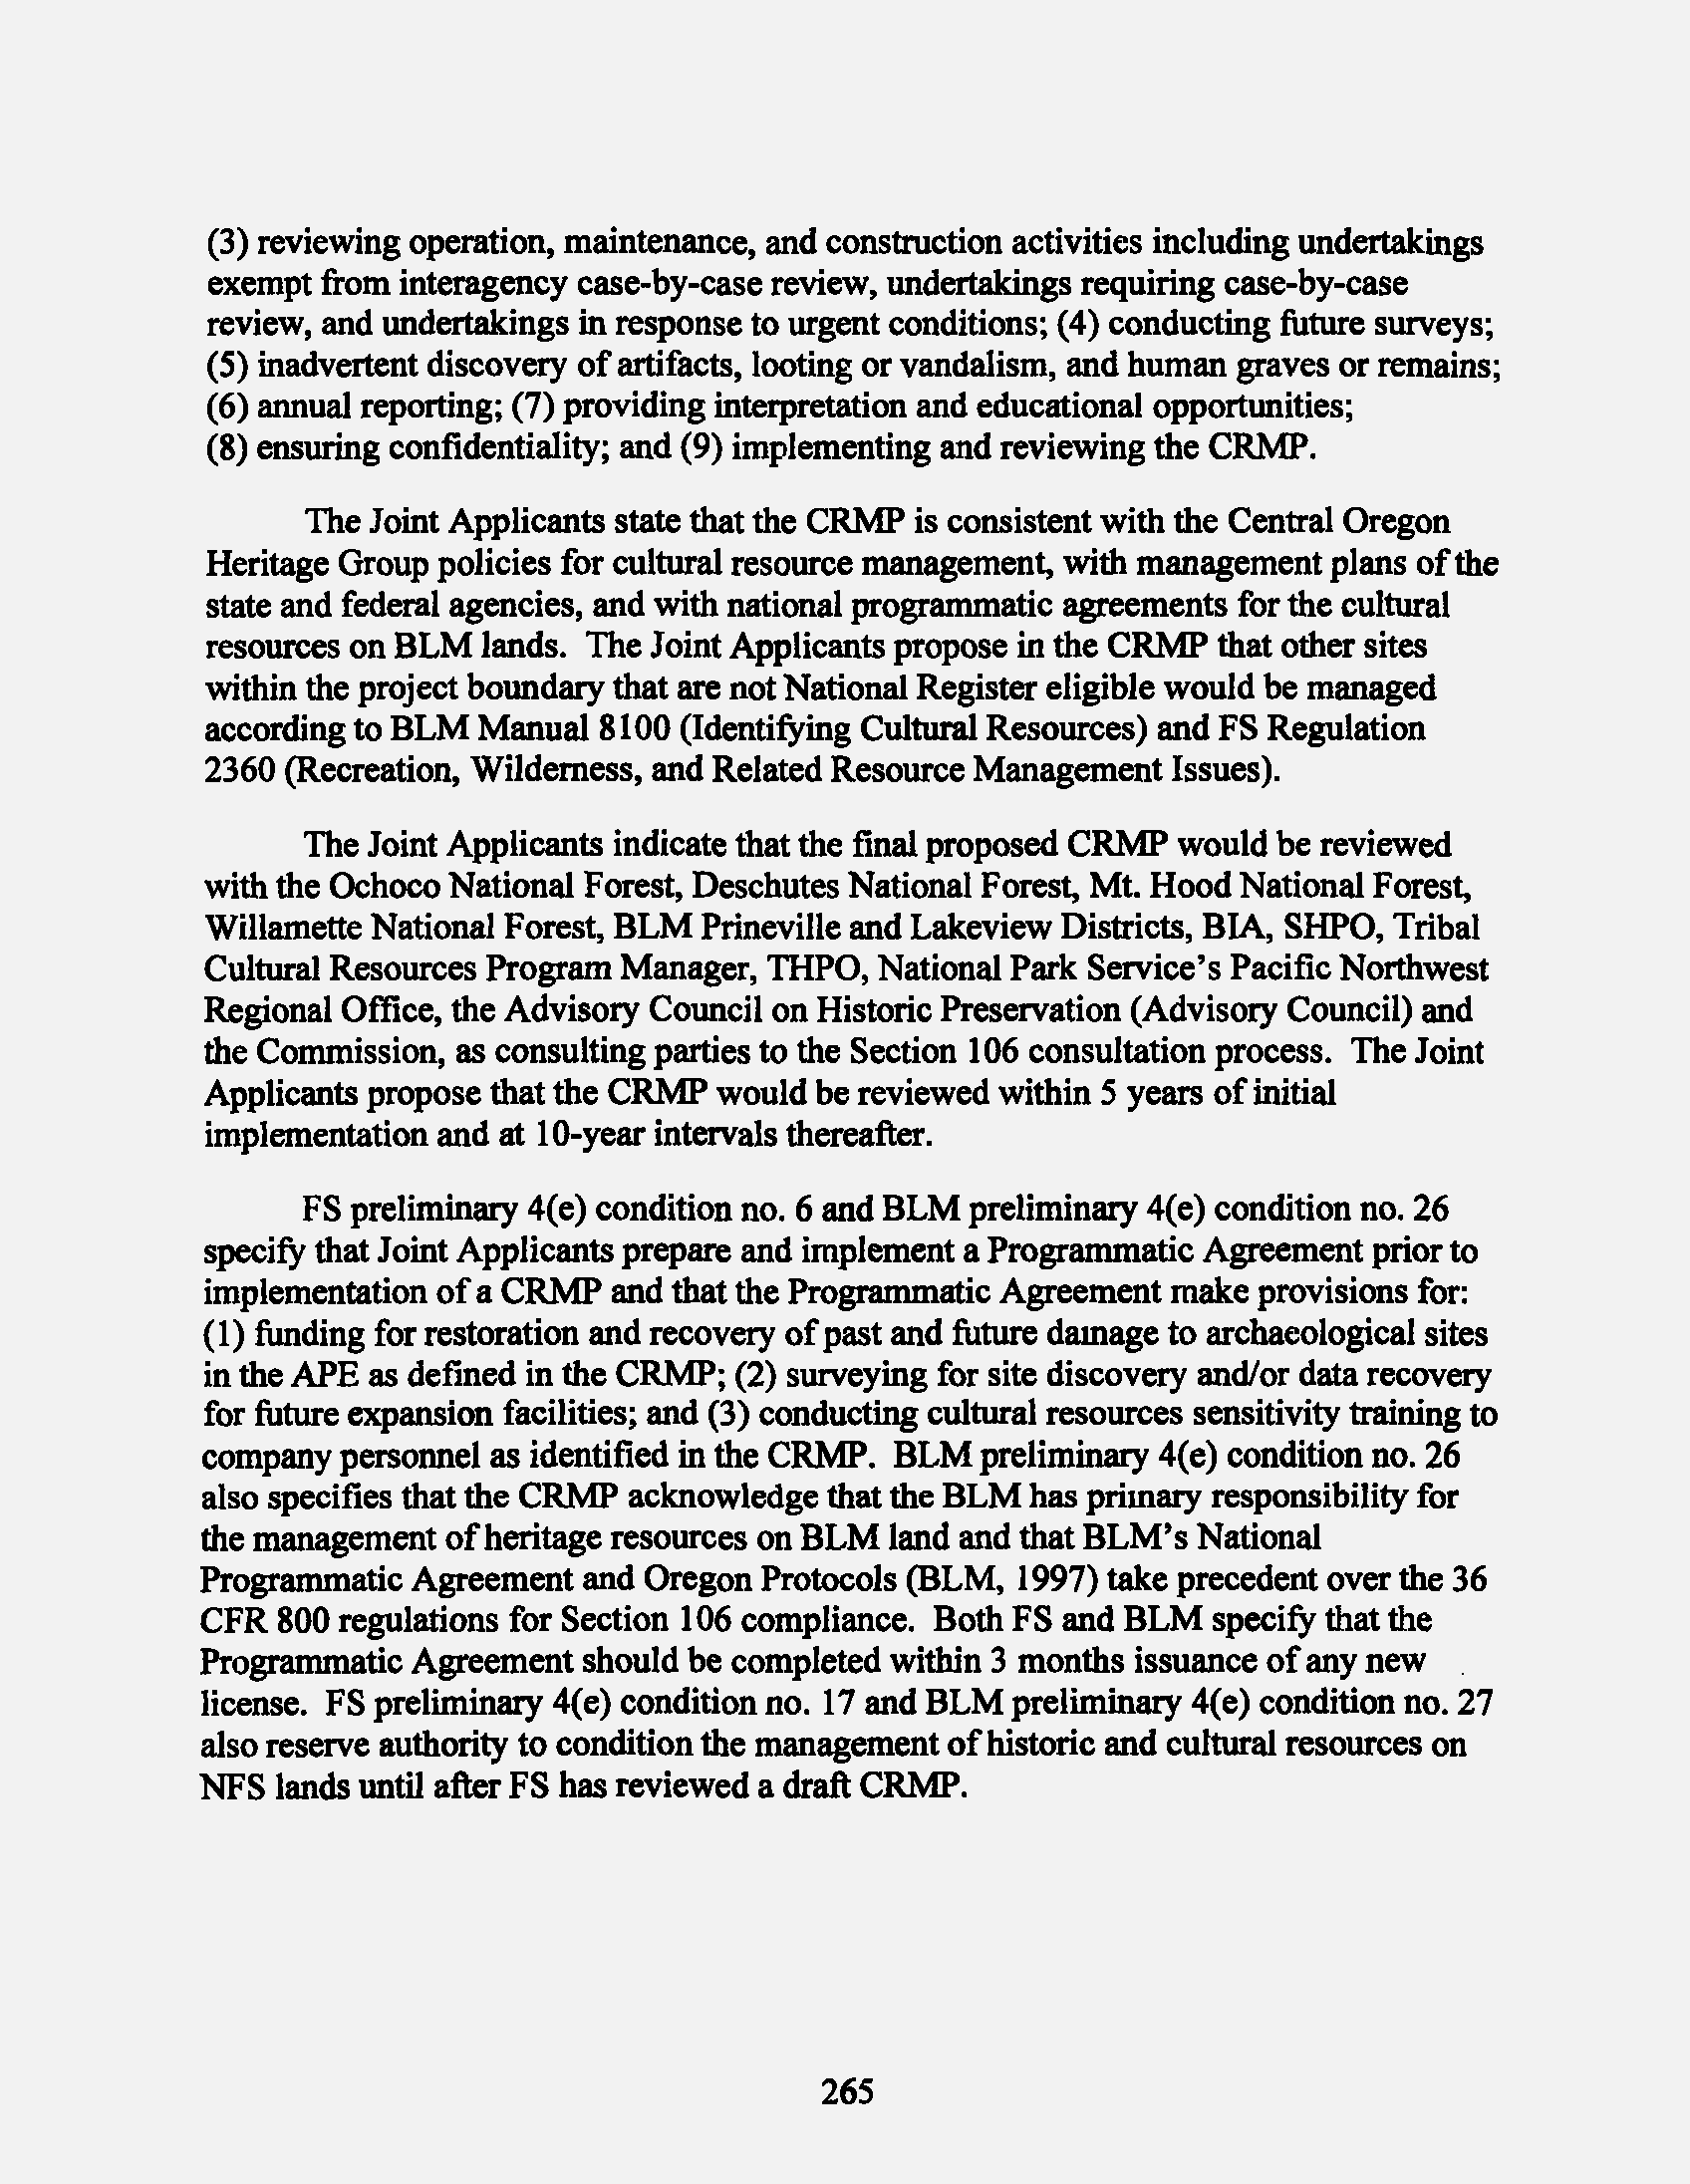 (3) reviewing operation, maintenance, and construction activities including undertakings
exempt from interagency case-by-case review, undertakings requiring case-by-case
review, and undertakings in response to urgent conditions; (4) conducting future surveys;
(5) inadvertent discovery of artifacts, looting or vandalism, and human graves or remains;
(6) annual reporting; (7) providing interpretation and educational opportunities;
(8) ensuring confidentiality; and (9) implementing and reviewing the CRMP.
The Joint Applicants state that the CRMP is consistent with the Central Oregon
Heritage Group policies for cultural resource management, with management plans of the
state and federal agencies, and with national programmatic agreements for the cultural
resources on BLM lands. The Joint Applicants propose in the CRMP that other sites
within the project boundary that are not National Register eligible would be managed
according to BLM Manual 8100 (Identifying Cultural Resources) and FS Regulation
2360 (Recreation, Wilderness, and Related Resource Management Issues).
The Joint Applicants indicate that the final proposed CRMP would be reviewed
with the Ochoco National Forest, Deschutes National Forest, Mt. Hood National Forest,
Willamette National Forest, BLM Prineville and Lakeview Districts, BIA, SHPO, Tribal
Cultural Resources Program Manager, THPO, National Park Service's Pacific Northwest
Regional Office, the Advisory Council on Historic Preservation (Advisory Council) and
the Commission, as consulting parties to the Section 106 consultation process. The Joint
Applicants propose that the CRMP would be reviewed within 5 years of initial
implementation and at 10-year intervals thereafter.
FS preliminary 4(e) condition no. 6 and BLM preliminary 4(e) condition no. 26
specify that Joint Applicants prepare and implement a Programmatic Agreement prior to
implementation of a CRMP and that the Programmatic Agreement make provisions for:
(1) funding for restoration and recovery of past and future damage to archaeological sites
in the APE as defined in the CRMP; (2) surveying for site discovery and/or data recovery
for future expansion facilities; and (3) conducting cultural resources sensitivity training to
company personnel as identified in the CRMP. BLM preliminary 4(e) condition no. 26
also specifies that the CRMP acknowledge that the BLM has primary responsibility for
the management of heritage resources on BLM land and that BLM's National
Programmatic Agreement and Oregon Protocols (BLM, 1997) take precedent over the 36
CFR 800 regulations for Section 106 compliance. Both FS and BLM specify that the
Programmatic Agreement should be completed within 3 months issuance of any new
license. FS preliminary 4(e) condition no. 17 and BLM preliminary 4(e) condition no. 27
also reserve authority to condition the management of historic and cultural resources on
NFS lands until after FS has reviewed a draft CRMP.
265